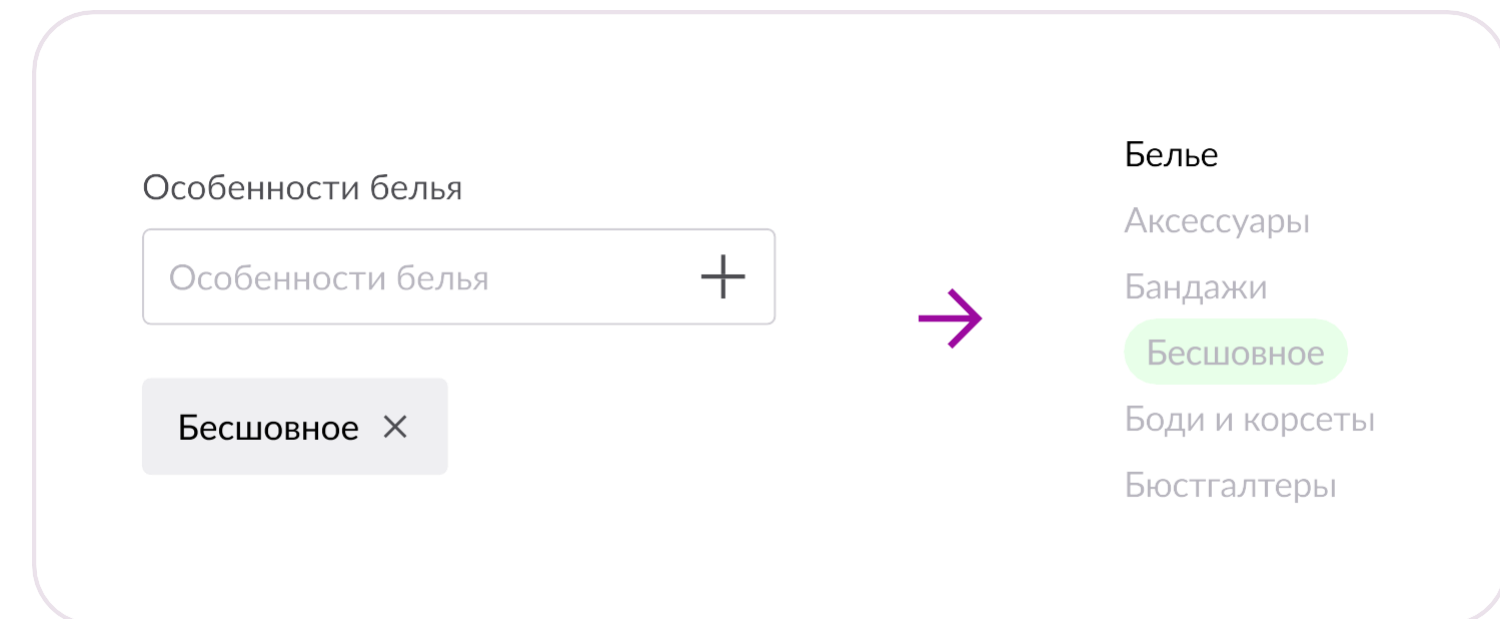 Особенности белья
Особенности белья
Бесшовное
Белье
Аксессуары
Бандажи
Бесшовное
Боди и корсеты
Бюстгалтеры